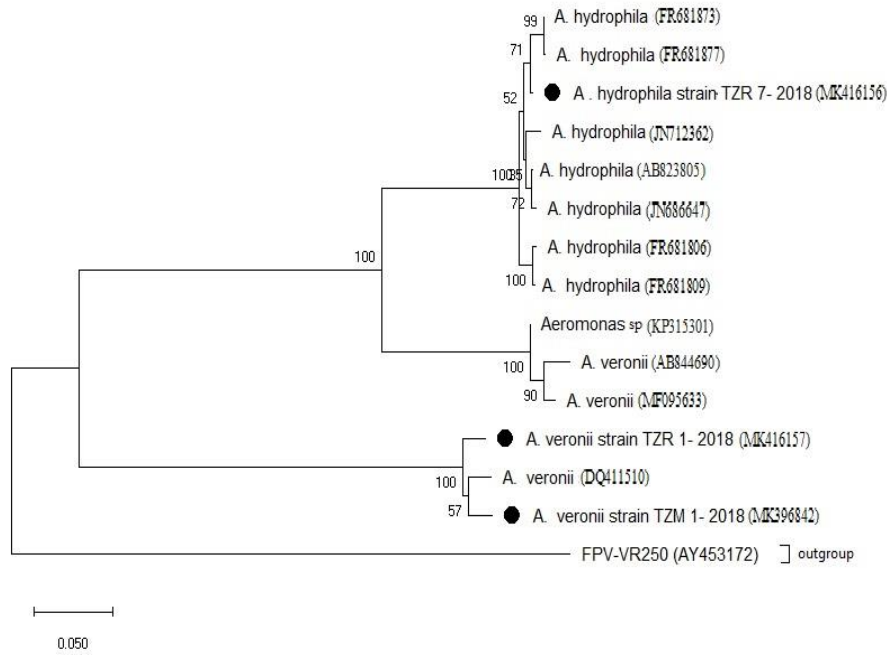 99
A. hydrophila (FR681873)
71
A. hydrophila (FR681877)
52
A . hydrophila strain TZR 7- 2018 (MK416156)
A. hydrophila (JN712362)
100
A. hydrophila (AB823805)
72
A. hydrophila (JN686647)
A. hydrophila (FR681806)
100
100
A. hydrophila (FR681809)
Aeromonas sp (KP315301)
100
A. veronii (AB844690)
90
A. veronii (MF095633)
A. veronii strain TZR 1- 2018 (MK416157)
100
A. veronii (DQ411510)
57
A. veronii strain TZM 1- 2018 (MK396842)
FPV-VR250 (AY453172)
outgroup
0.050